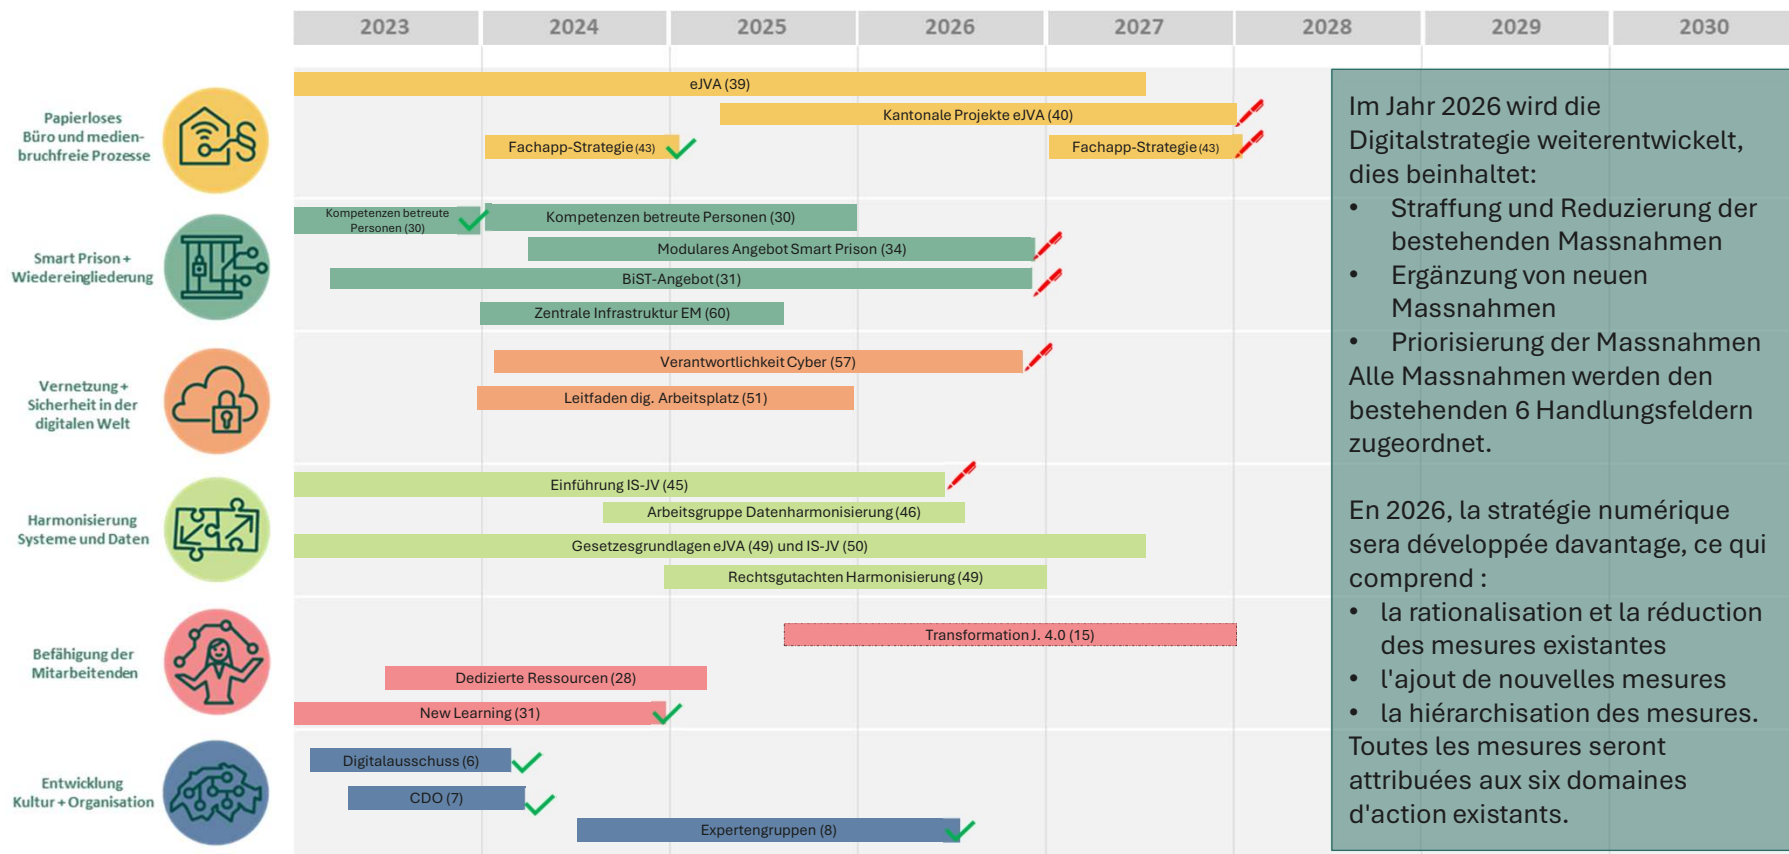 2023 2024 2025 2026 2027 2028 2029 2030
Papierloses
Büro und medien-
bruchfreie Prozesse
eJVA (39)
Kantonale Projekte eJVA (40)
Fachapp-Strategie (43)
Fachapp-Strategie (43)
Smart Prison +
Wiedereingliederung
Kompetenzen betreute
Personen (30)
Kompetenzen betreute Personen (30)
Modulares Angebot Smart Prison (34)
BiST-Angebot (31)
Zentrale Infrastruktur EM (60)
Vernetzung +
Sicherheit in der
digitalen Welt
Verantwortlichkeit Cyber (57)
Leitfaden dig. Arbeitsplatz (51)
Harmonisierung
Systeme und Daten
Einführung IS-JV (45)
Arbeitsgruppe Datenharmonisierung (46)
Gesetzesgrundlagen eJVA (49) und IS-JV (50)
Rechtsgutachten Harmonisierung (49)
Befähigung der
Mitarbeitenden
Transformation J. 4.0 (15)
Dedizierte Ressourcen (28)
New Learning (31)
Entwicklung
Kultur + Organisation
Digitalausschuss (6)
CDO (7)
Expertengruppen (8)
Im Jahr 2026 wird die
Digitalstrategie weiterentwickelt,
dies beinhaltet:
• Straffung und Reduzierung der
bestehenden Massnahmen
• Ergänzung von neuen
Massnahmen
• Priorisierung der Massnahmen
Alle Massnahmen werden den
bestehenden 6 Handlungsfeldern
zugeordnet.
En 2026, la stratégie numérique
sera développée davantage, ce qui
comprend :
• la rationalisation et la réduction
des mesures existantes
• l'ajout de nouvelles mesures
• la hiérarchisation des mesures.
Toutes les mesures seront
attribuées aux six domaines
d'action existants.